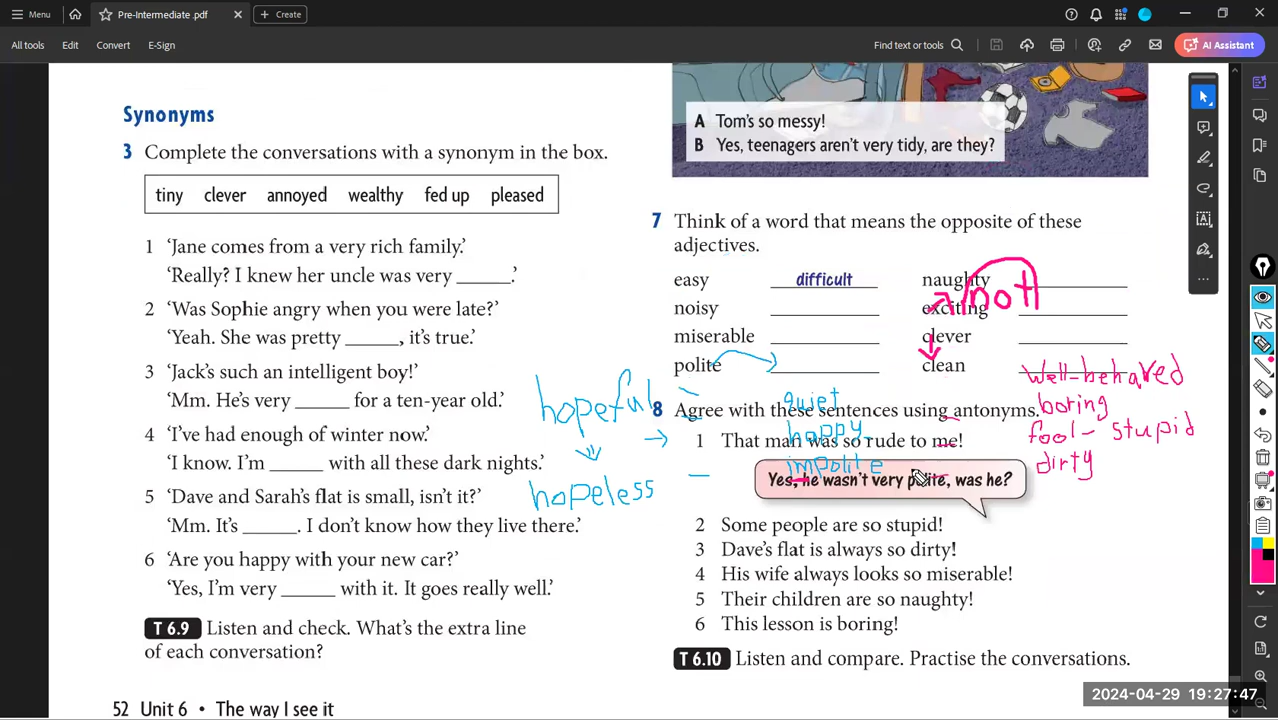 Menu
Pre-Intermediate .pdf
Create
All tools Edit Convert E-Sign
Find text or tools
AI Assistant
Synonyms
3 Complete the conversations with a synonym in the box.
tiny clever annoyed wealthy fed up pleased
1 'Jane comes from a very rich family.'
'Really? I knew her uncle was very _____.'
2 'Was Sophie angry when you were late?'
'Yeah. She was pretty _____, it's true.'
3 'Jack's such an intelligent boy!'
'Mm. He's very _____ for a ten-year old.'
4 'I've had enough of winter now.'
'I know. I'm _____ with all these dark nights.'
5 'Dave and Sarah's flat is small, isn't it?'
'Mm. It's _____. I don't know how they live there.'
6 'Are you happy with your new car?'
'Yes, I'm very _____ with it. It goes really well.'
T 6.9 Listen and check. What's the extra line
of each conversation?
52 Unit 6 • The way I see it
hopeful
hopeless
A Tom's so messy!
B Yes, teenagers aren't very tidy, are they?
7 Think of a word that means the opposite of these
adjectives.
easy difficult naughty
noisy exciting
miserable clever
polite clean
not
quiet
happy
impolite
well-behaved
boring
fool - stupid
dirty
8 Agree with these sentences using antonyms.
1 That man was so rude to me!
Yes, he wasn't very polite, was he?
2 Some people are so stupid!
3 Dave's flat is always so dirty!
4 His wife always looks so miserable!
5 Their children are so naughty!
6 This lesson is boring!
T 6.10 Listen and compare. Practise the conversations.
2024-04-29 19:27:47